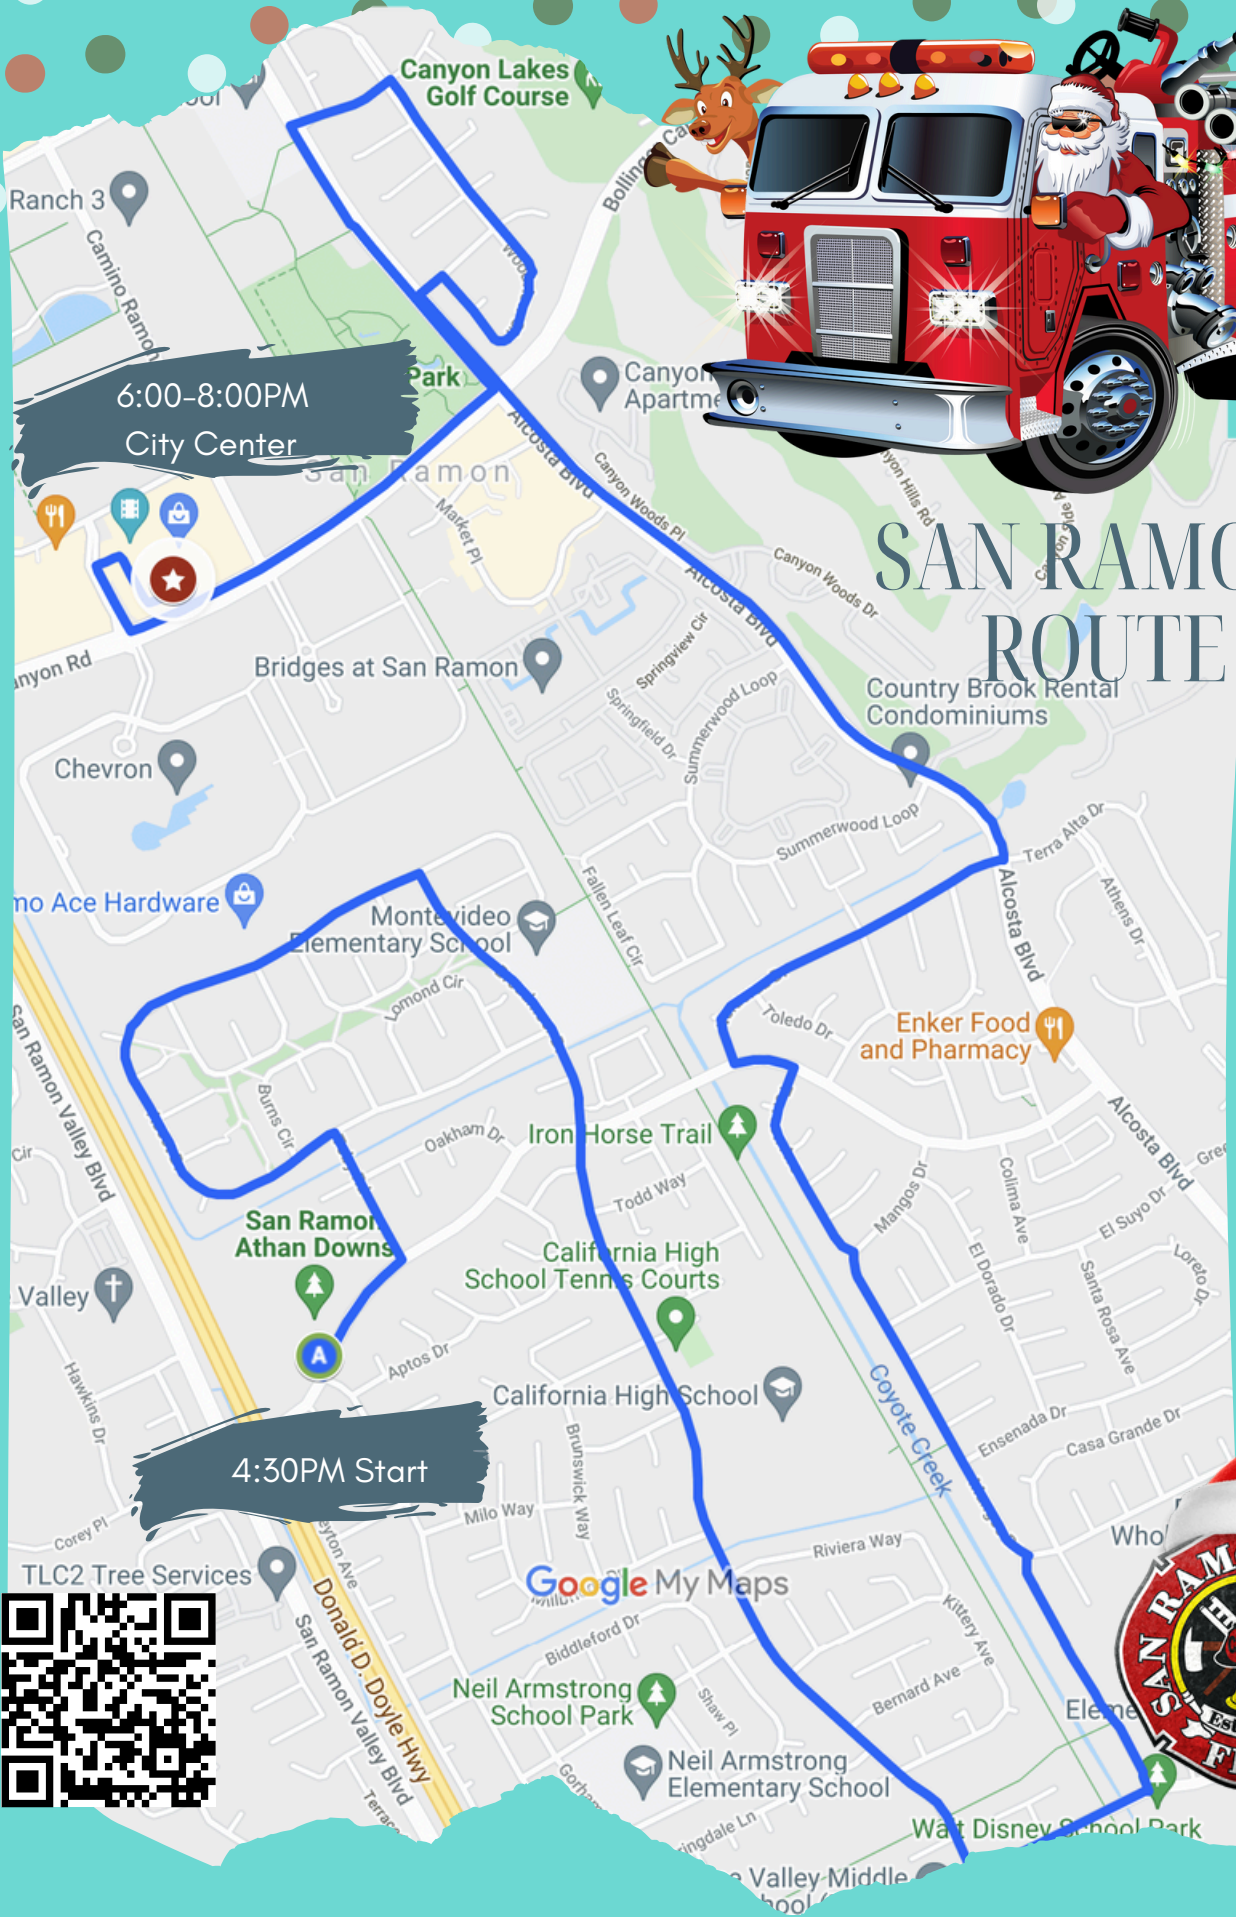 Canyon Lakes
Golf Course
Ranch 3
Camino Ramon
6:00-8:00PM
City Center
Park
San Ramon
Canyon
Alcosta Blvd
Canyon Woods Pl
Market Pl
Alcosta Blvd
Canyon Woods Dr
SAN RAMO
ROUTE
Bridges at San Ramon
Springview Cir
Springfield Dr
Summerwood Loop
Country Brook Rental
Condominiums
Chevron
Summerwood Loop
Terra Alta Dr
Ace Hardware
Montevideo
Elementary School
Fallen Leaf Cir
Alcosta Blvd
Athens Dr
Lomond Cir
Toledo Dr
Enker Food
and Pharmacy
San Ramon Valley Blvd
Burns Cir
Oakham Dr
Iron Horse Trail
Alcosta Blvd
Cir
Todd Way
Mangos Dr
Colima Ave
El Suyo Dr
San Ramon
Athan Downs
California High
School Tennis Courts
El Dorado Dr
Santa Rosa Ave
Loreto Dr
Valley
A
Aptos Dr
Hawkins Dr
California High School
Coyote Creek
Ensenada Dr
Casa Grande Dr
4:30PM Start
Brunswick Way
Milo Way
Corey Pl
Riviera Way
TLC2 Tree Services
Google My Maps
Biddleford Dr
Kittery Ave
Donald D. Doyle Hwy
San Ramon Valley Blvd
Neil Armstrong
School Park
Shaw Pl
Bernard Ave
SAN RAM
Neil Armstrong
Elementary School
Walt Disney School Park
Valley Middle